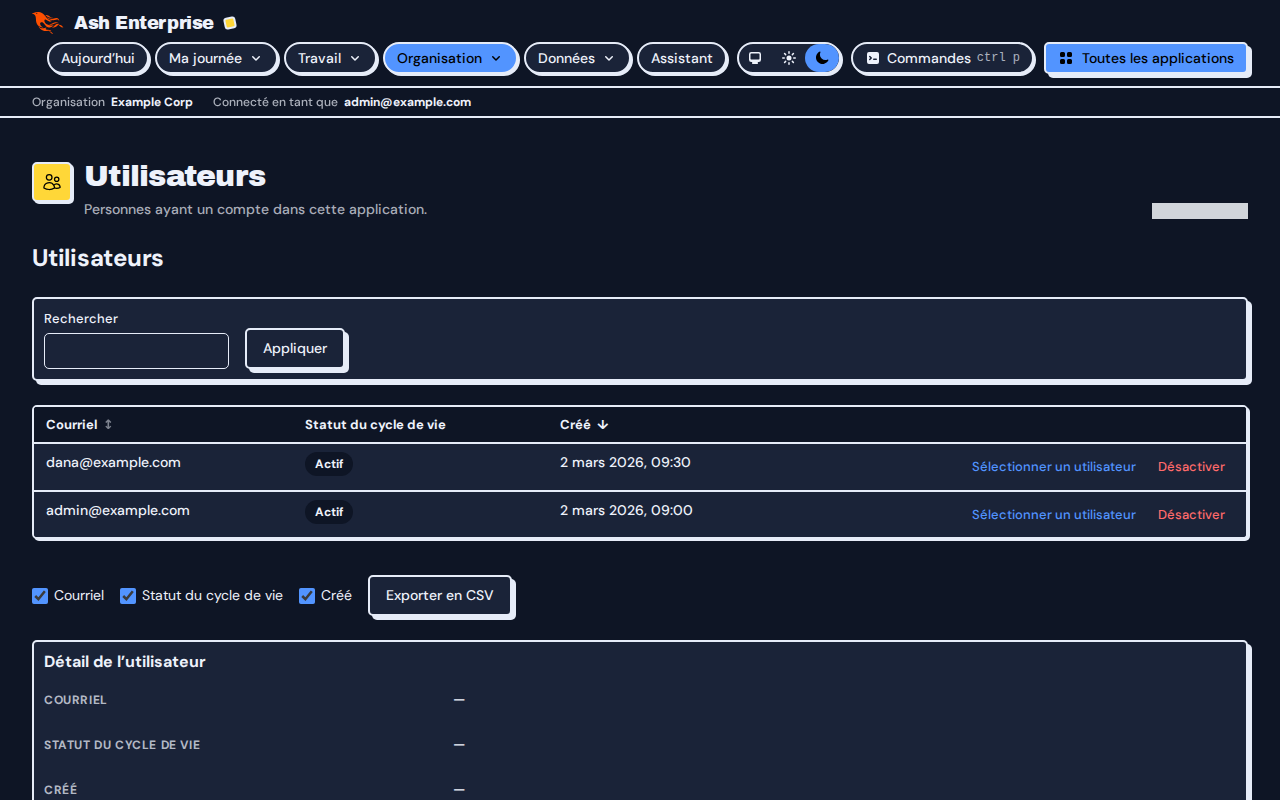 Ash Enterprise
Aujourd’hui
Ma journée
Travail
Organisation
Données
Assistant
Commandes ctrl p
Toutes les applications
Organisation Example Corp Connecté en tant que admin@example.com
Utilisateurs
Personnes ayant un compte dans cette application.
Utilisateurs
Rechercher
Appliquer
Courriel Statut du cycle de vie Créé
dana@example.com Actif 2 mars 2026, 09:30 Sélectionner un utilisateur Désactiver
admin@example.com Actif 2 mars 2026, 09:00 Sélectionner un utilisateur Désactiver
Courriel Statut du cycle de vie Créé Exporter en CSV
Détail de l’utilisateur
COURRIEL —
STATUT DU CYCLE DE VIE —
CRÉÉ —